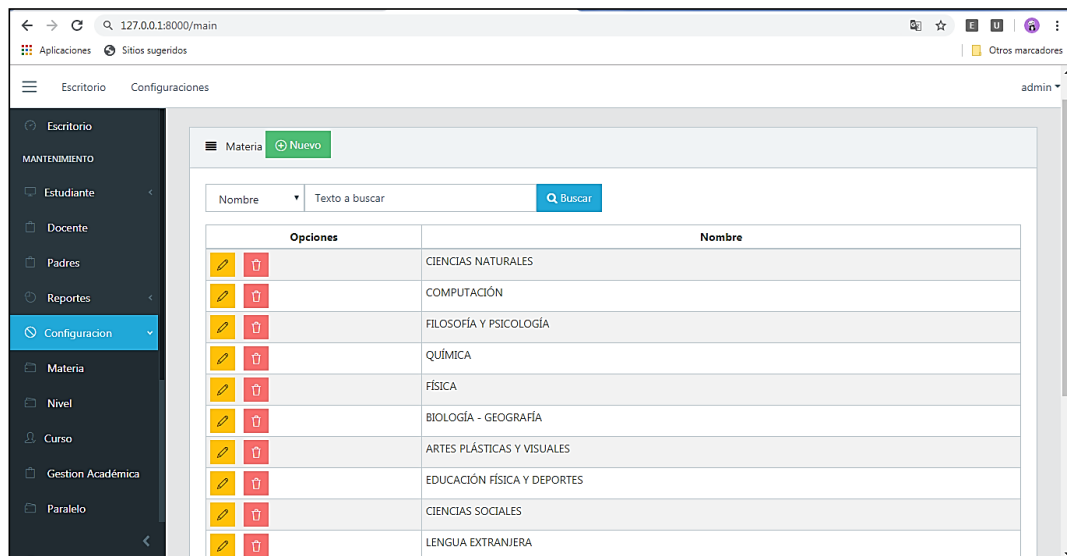 127.0.0.1:8000/main
E U
Aplicaciones Sitios sugeridos Otros marcadores
Escritorio Configuraciones admin
Escritorio
MANTENIMIENTO
Estudiante
Docente
Padres
Reportes
Configuracion
Materia
Nivel
Curso
Gestion Académica
Paralelo
Materia Nuevo
Nombre Texto a buscar Buscar
Opciones Nombre
CIENCIAS NATURALES
COMPUTACIÓN
FILOSOFÍA Y PSICOLOGÍA
QUÍMICA
FÍSICA
BIOLOGÍA - GEOGRAFÍA
ARTES PLÁSTICAS Y VISUALES
EDUCACIÓN FÍSICA Y DEPORTES
CIENCIAS SOCIALES
LENGUA EXTRANJERA